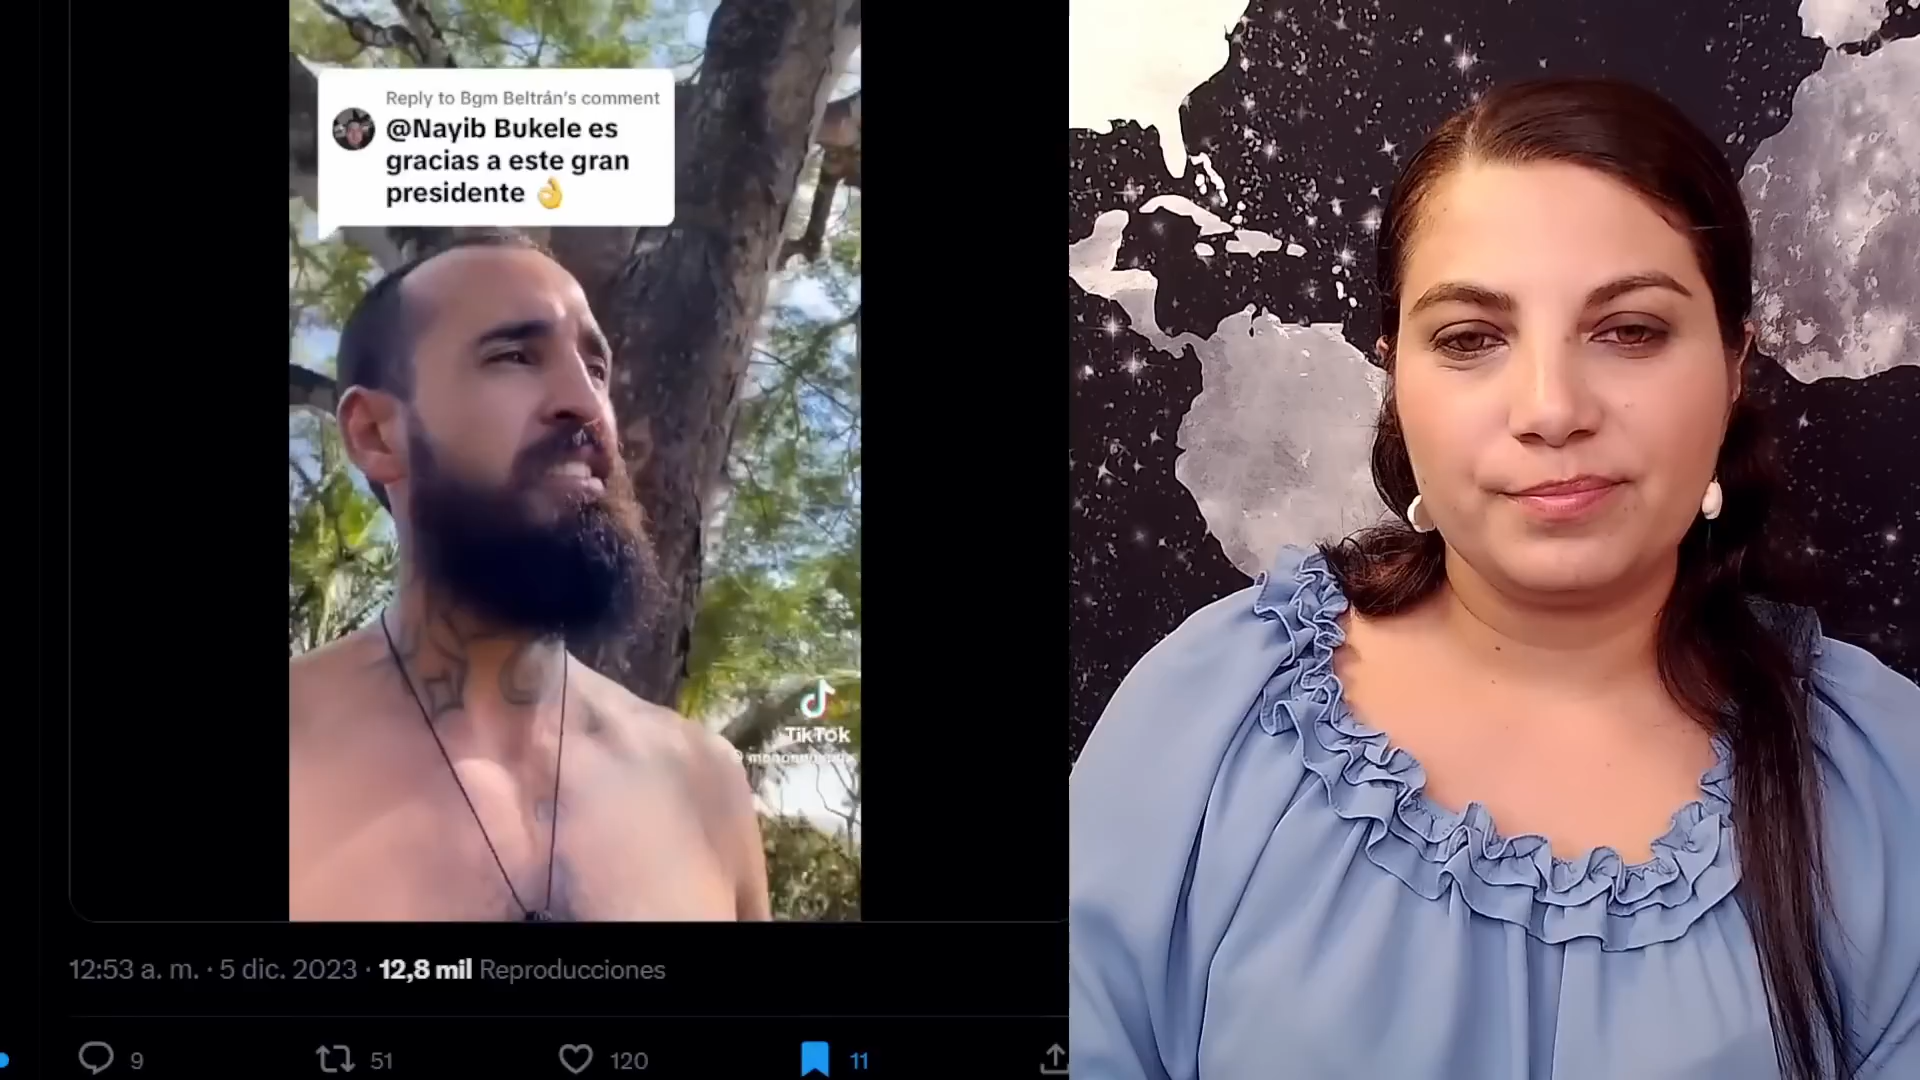 Reply to Bgm Beltrán's comment
@Nayib Bukele es
gracias a este gran
presidente 👌
TikTok
12:53 a. m. · 5 dic. 2023 · 12,8 mil Reproducciones
9
51
120
11